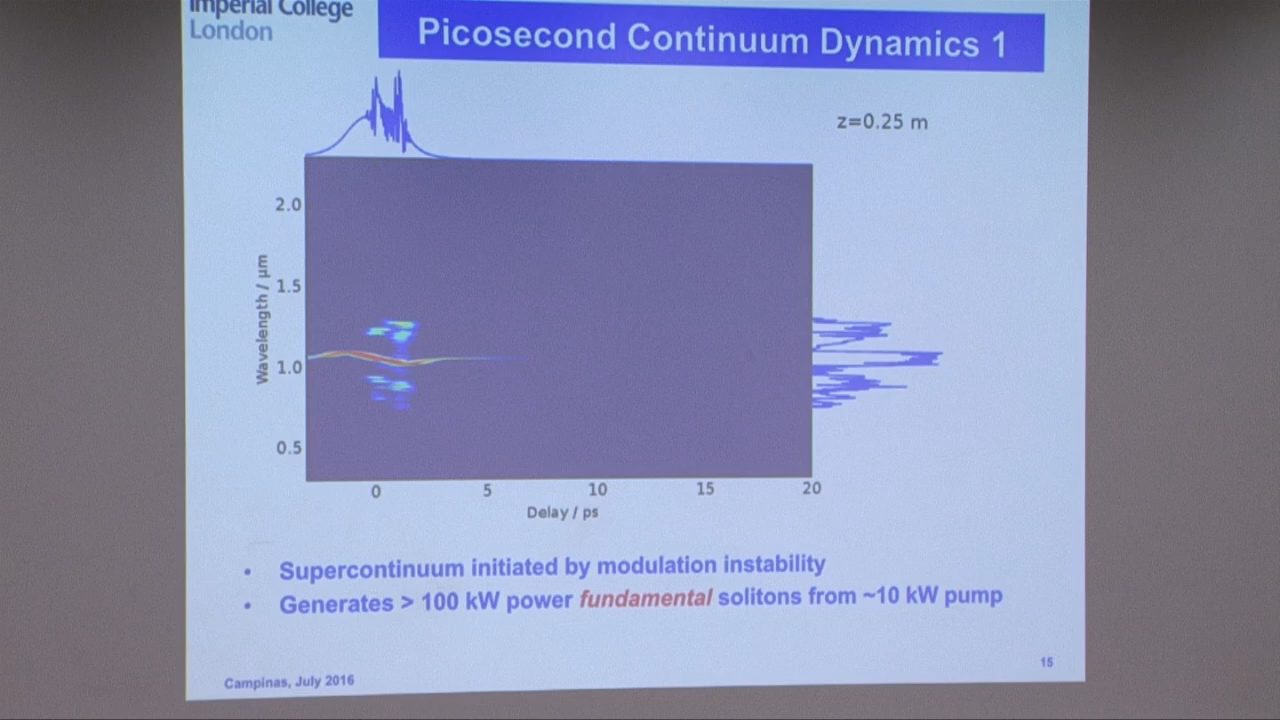 Imperial College
London
Picosecond Continuum Dynamics 1
z=0.25 m
Wavelength / μm
2.0
1.5
1.0
0.5
0 5 10 15 20
Delay / ps
• Supercontinuum initiated by modulation instability
• Generates > 100 kW power fundamental solitons from ~10 kW pump
15
Campinas, July 2016